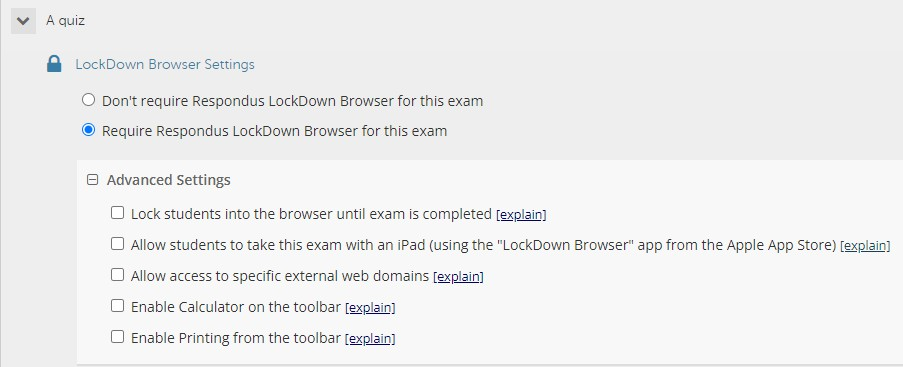 A quiz
LockDown Browser Settings
Don't require Respondus LockDown Browser for this exam
Require Respondus LockDown Browser for this exam
Advanced Settings
Lock students into the browser until exam is completed [explain]
Allow students to take this exam with an iPad (using the "LockDown Browser" app from the Apple App Store) [explain]
Allow access to specific external web domains [explain]
Enable Calculator on the toolbar [explain]
Enable Printing from the toolbar [explain]